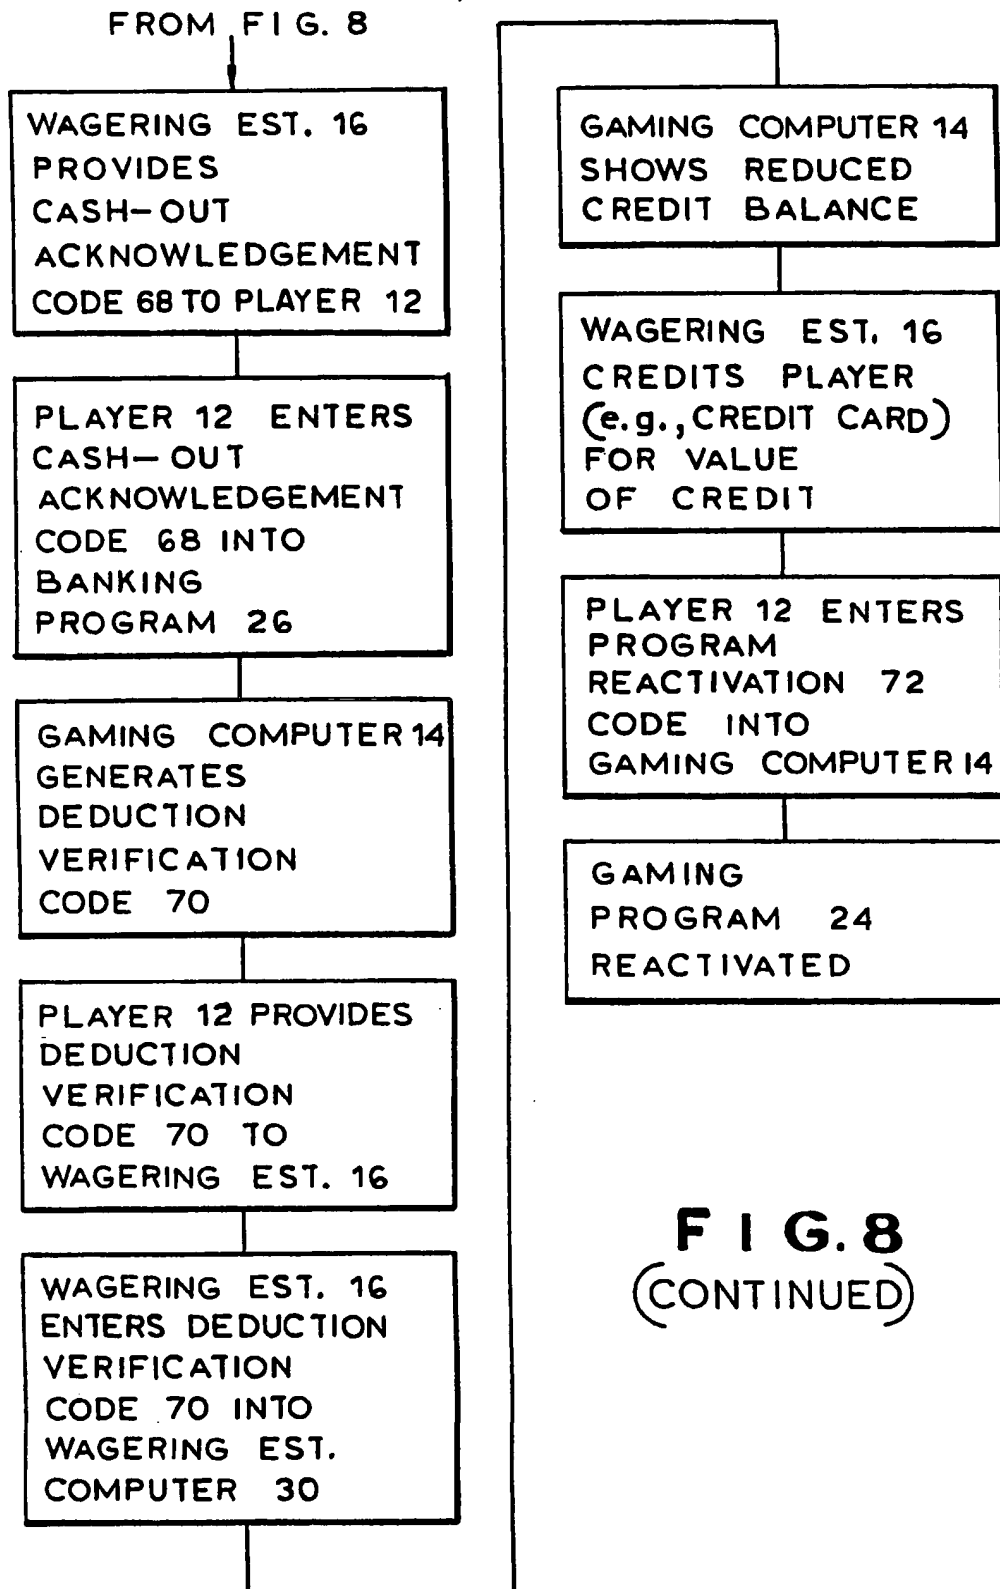 FROM FIG. 8
WAGERING EST. 16
PROVIDES
CASH-OUT
ACKNOWLEDGEMENT
CODE 68 TO PLAYER 12
PLAYER 12 ENTERS
CASH-OUT
ACKNOWLEDGEMENT
CODE 68 INTO
BANKING
PROGRAM 26
GAMING COMPUTER 14
GENERATES
DEDUCTION
VERIFICATION
CODE 70
PLAYER 12 PROVIDES
DEDUCTION
VERIFICATION
CODE 70 TO
WAGERING EST. 16
WAGERING EST. 16
ENTERS DEDUCTION
VERIFICATION
CODE 70 INTO
WAGERING EST.
COMPUTER 30
GAMING COMPUTER 14
SHOWS REDUCED
CREDIT BALANCE
WAGERING EST. 16
CREDITS PLAYER
(e.g., CREDIT CARD)
FOR VALUE
OF CREDIT
PLAYER 12 ENTERS
PROGRAM
REACTIVATION 72
CODE INTO
GAMING COMPUTER 14
GAMING
PROGRAM 24
REACTIVATED
FIG. 8
(CONTINUED)